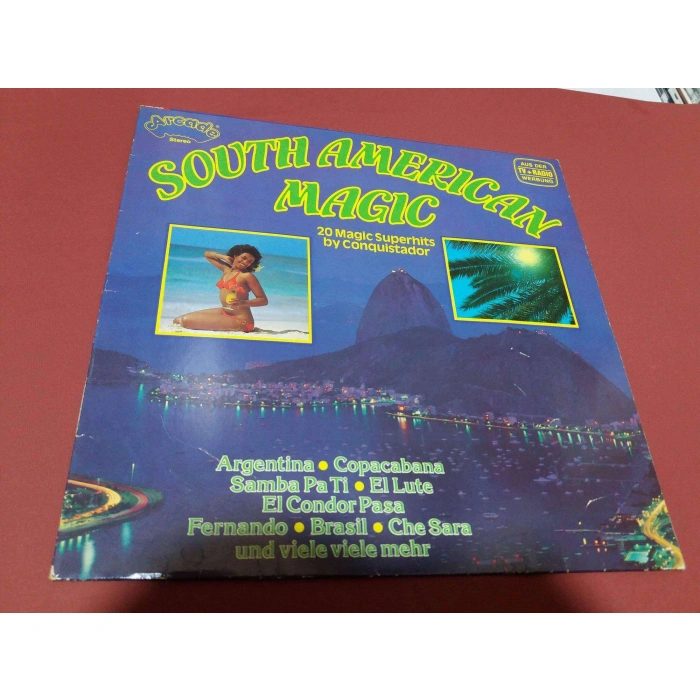 Arcade
Stereo
SOUTH AMERICAN
MAGIC
AUS DER
TV + RADIO
WERBUNG
20 Magic Superhits
by Conquistador
Argentina • Copacabana
Samba Pa Ti • El Lute
El Condor Pasa
Fernando • Brasil • Che Sara
und viele viele mehr